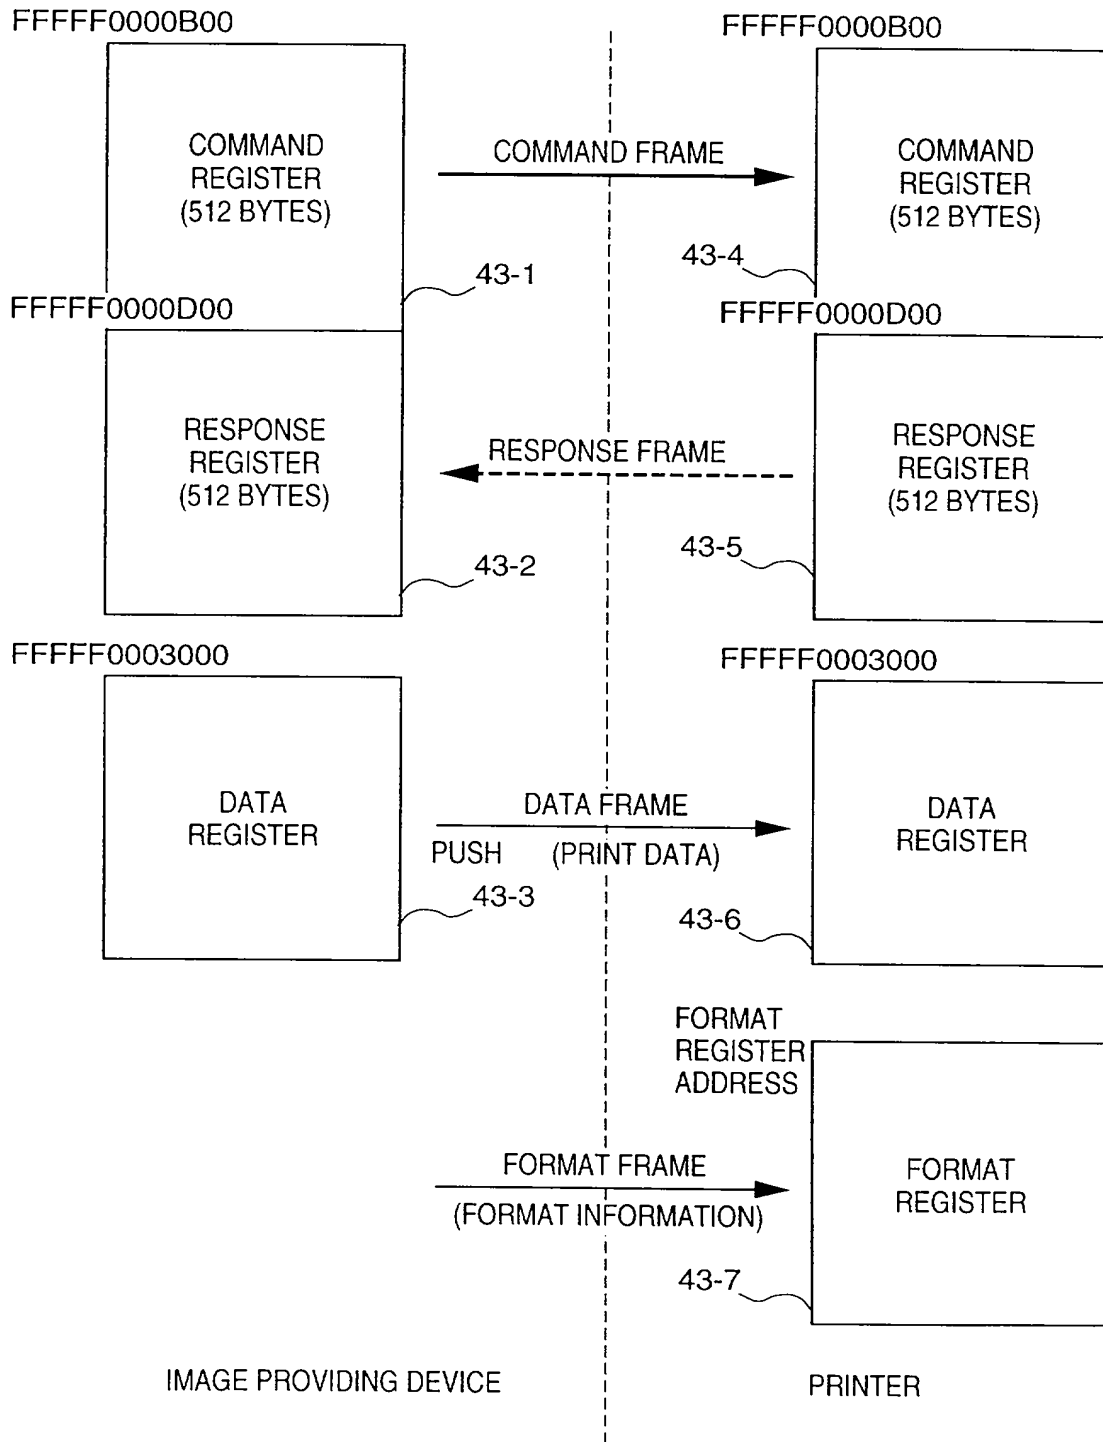 FFFFF0000B00
FFFFF0000B00
COMMAND
REGISTER
(512 BYTES)
COMMAND FRAME
COMMAND
REGISTER
(512 BYTES)
43-1
43-4
FFFFF0000D00
FFFFF0000D00
RESPONSE
REGISTER
(512 BYTES)
RESPONSE FRAME
RESPONSE
REGISTER
(512 BYTES)
43-2
43-5
FFFFF0003000
FFFFF0003000
DATA
REGISTER
DATA FRAME
PUSH (PRINT DATA)
DATA
REGISTER
43-3
43-6
FORMAT
REGISTER
ADDRESS
FORMAT FRAME
(FORMAT INFORMATION)
FORMAT
REGISTER
43-7
IMAGE PROVIDING DEVICE
PRINTER